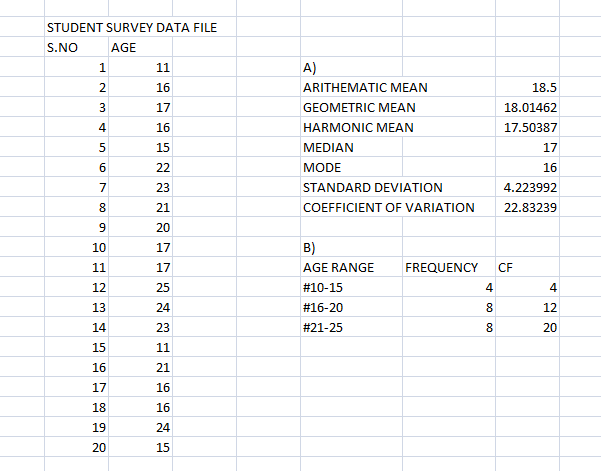 STUDENT SURVEY DATA FILE
S.NO AGE
1 11 A)
2 16 ARITHEMATIC MEAN 18.5
3 17 GEOMETRIC MEAN 18.01462
4 16 HARMONIC MEAN 17.50387
5 15 MEDIAN 17
6 22 MODE 16
7 23 STANDARD DEVIATION 4.223992
8 21 COEFFICIENT OF VARIATION 22.83239
9 20
10 17 B)
11 17 AGE RANGE FREQUENCY CF
12 25 #10-15 4 4
13 24 #16-20 8 12
14 23 #21-25 8 20
15 11
16 21
17 16
18 16
19 24
20 15